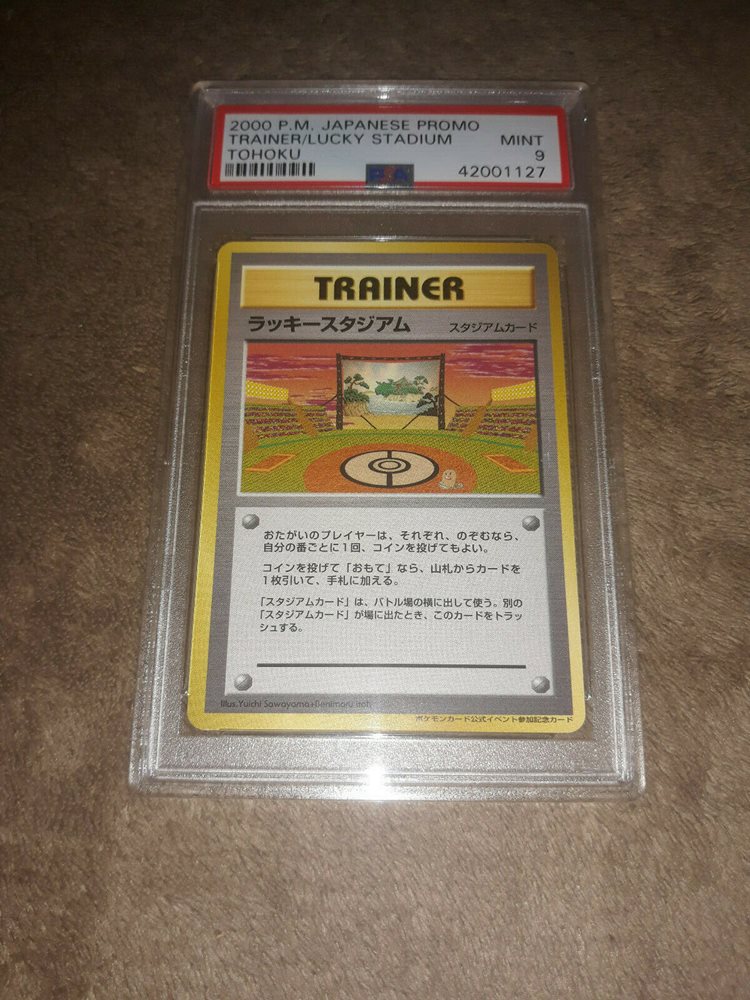 2000 P.M. JAPANESE PROMO
TRAINER/LUCKY STADIUM MINT
TOHOKU 9
PSA 42001127
TRAINER
ラッキースタジアム スタジアムカード
おたがいのプレイヤーは、それぞれ、のぞむなら、
自分の番ごとに1回、コインを投げてもよい。
コインを投げて「おもて」なら、山札からカードを
1枚引いて、手札に加える。
「スタジアムカード」は、バトル場の横に出して使う。別の
「スタジアムカード」が場に出たとき、このカードをトラッ
シュする。
Illus. Yuichi Sawayama+Benimaru Itoh
ポケモンカード公式イベント参加記念カード